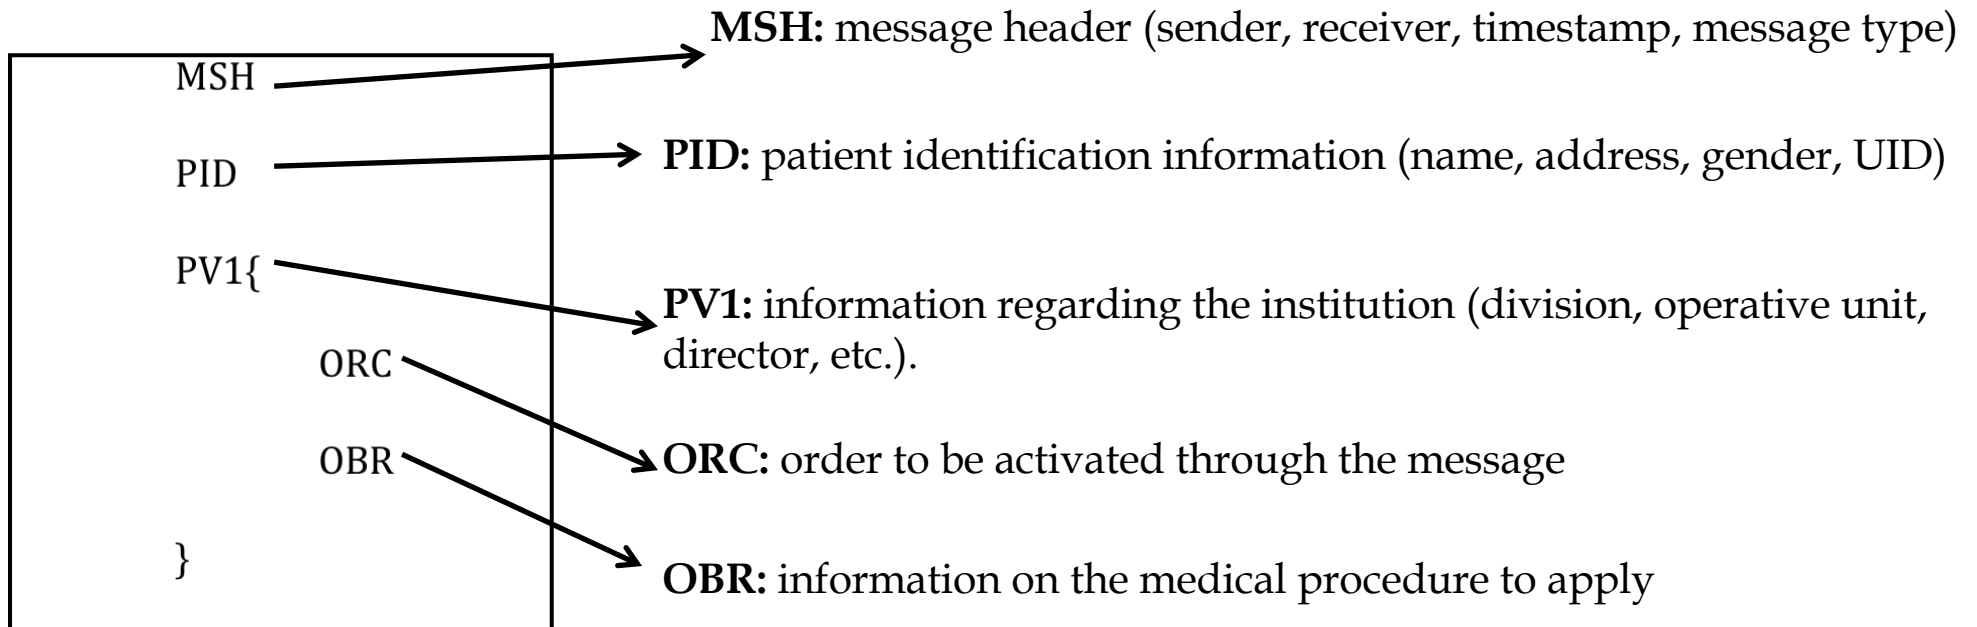 MSH: message header (sender, receiver, timestamp, message type)
MSH
PID: patient identification information (name, address, gender, UID)
PID
PV1{
PV1: information regarding the institution (division, operative unit,
director, etc.).
ORC
ORC: order to be activated through the message
OBR
}
OBR: information on the medical procedure to apply